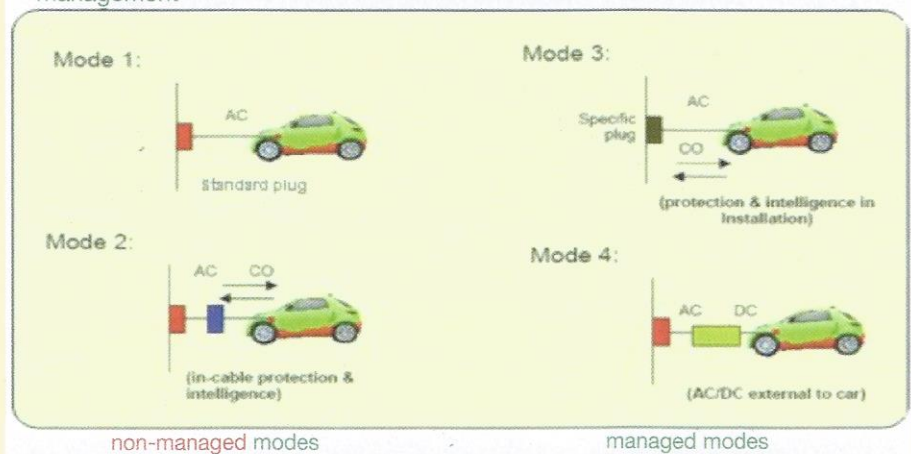 management
Mode 1:
AC
Standard plug
Mode 2:
AC CO
(in-cable protection &
intelligence)
Mode 3:
AC
Specific
plug
CO
(protection & intelligence in
Installation)
Mode 4:
AC DC
(AC/DC external to car)
non-managed modes
managed modes